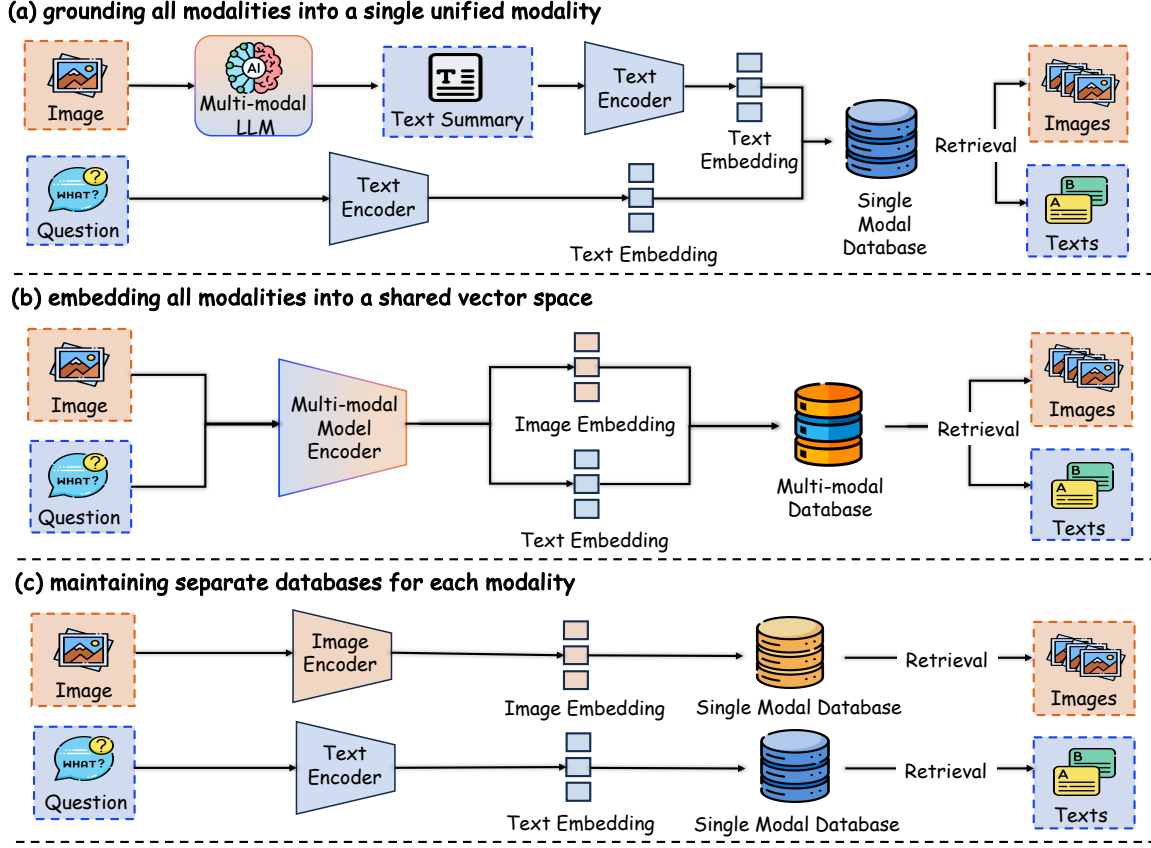 (a) grounding all modalities into a single unified modality
Image
AI
Multi-modal
LLM
T
Text Summary
Text
Encoder
Text
Embedding
WHAT?
?
Question
Text
Encoder
Text Embedding
Single
Modal
Database
Retrieval
Images
B
A
Texts
(b) embedding all modalities into a shared vector space
Image
WHAT?
?
Question
Multi-modal
Model
Encoder
Image Embedding
Text Embedding
Multi-modal
Database
Retrieval
Images
B
A
Texts
(c) maintaining separate databases for each modality
Image
Image
Encoder
Image Embedding
Single Modal Database
Retrieval
Images
WHAT?
?
Question
Text
Encoder
Text Embedding
Single Modal Database
Retrieval
B
A
Texts